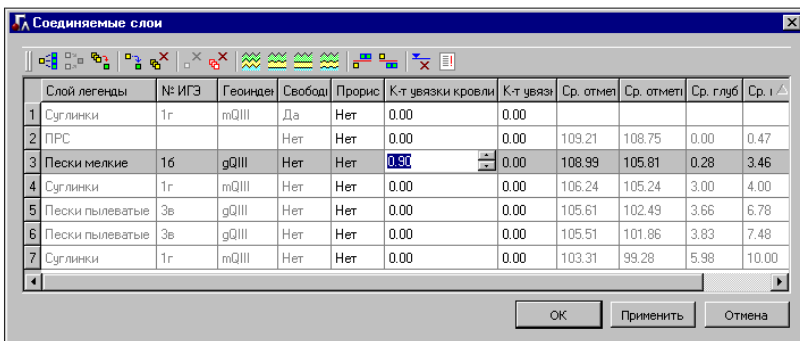 Соединяемые слои
Слой легенды № ИГЭ Геоиндек Свобод Прорис К-т увязки кровли К-т увязк Ср. отмет Ср. отмети Ср. глуб Ср. г
1 Суглинки 1г mQIII Да Нет 0.00 0.00
2 ПРС Нет Нет 0.00 0.00 109.21 108.75 0.00 0.47
3 Пески мелкие 1б gQIII Нет Нет 0.90 0.00 108.99 105.81 0.28 3.46
4 Суглинки 1г mQIII Нет Нет 0.00 0.00 106.24 105.24 3.00 4.00
5 Пески пылеватые 3в gQIII Нет Нет 0.00 0.00 105.61 102.49 3.66 6.78
6 Пески пылеватые 3в gQIII Нет Нет 0.00 0.00 105.51 101.86 3.83 7.48
7 Суглинки 1г mQIII Нет Нет 0.00 0.00 103.31 99.28 5.98 10.00
OK Применить Отмена